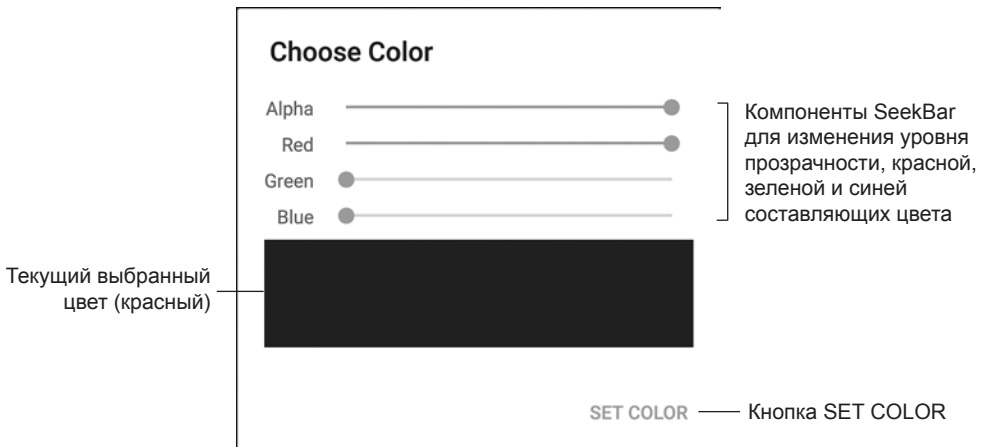 Choose Color
Alpha
Red
Green
Blue
Компоненты SeekBar
для изменения уровня
прозрачности, красной,
зеленой и синей
составляющих цвета
Текущий выбранный
цвет (красный)
SET COLOR
Кнопка SET COLOR